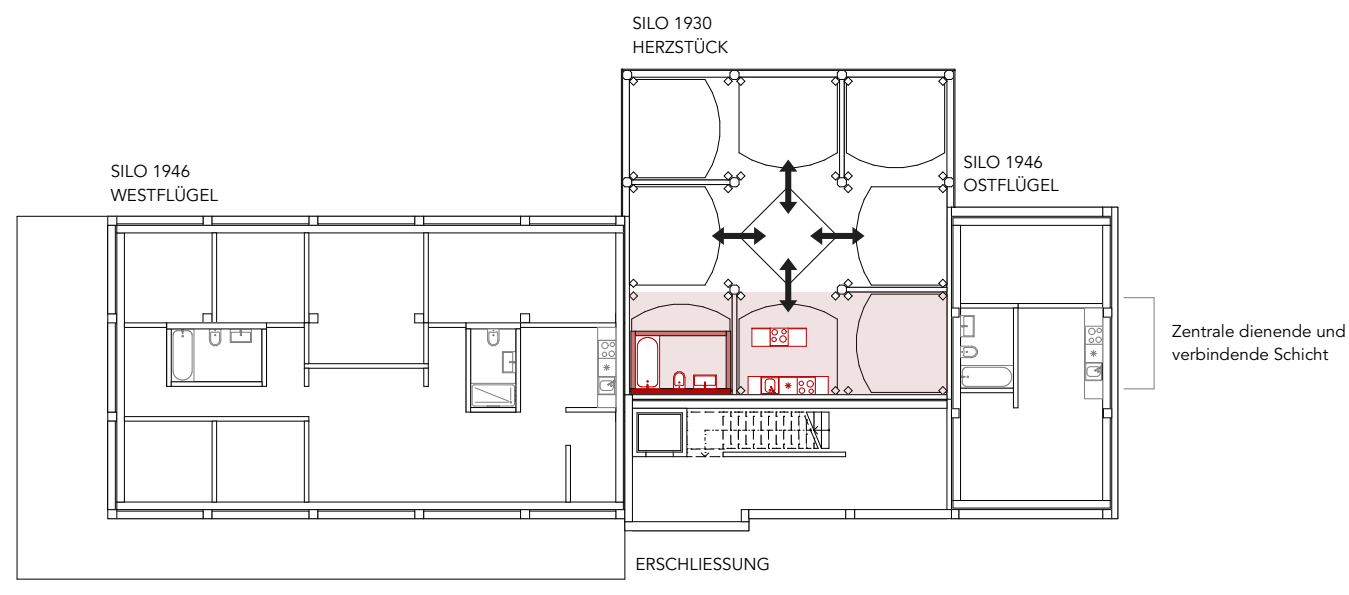 SILO 1930
HERZSTÜCK
SILO 1946
WESTFLÜGEL
SILO 1946
OSTFLÜGEL
Zentrale dienende und
verbindende Schicht
ERSCHLIESSUNG